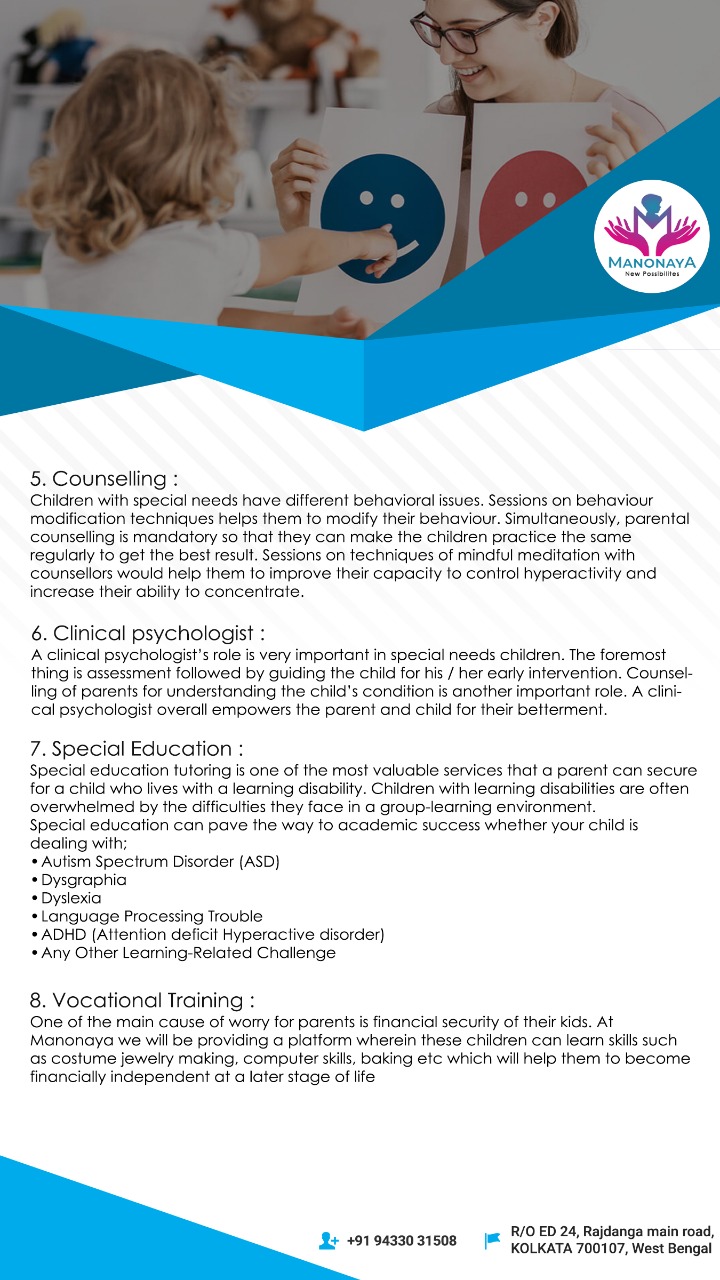 MANONAYA
New Possibilites
5. Counselling :
Children with special needs have different behavioral issues. Sessions on behaviour
modification techniques helps them to modify their behaviour. Simultaneously, parental
counselling is mandatory so that they can make the children practice the same
regularly to get the best result. Sessions on techniques of mindful meditation with
counsellors would help them to improve their capacity to control hyperactivity and
increase their ability to concentrate.
6. Clinical psychologist :
A clinical psychologist’s role is very important in special needs children. The foremost
thing is assessment followed by guiding the child for his / her early intervention. Counsel-
ling of parents for understanding the child’s condition is another important role. A clini-
cal psychologist overall empowers the parent and child for their betterment.
7. Special Education :
Special education tutoring is one of the most valuable services that a parent can secure
for a child who lives with a learning disability. Children with learning disabilities are often
overwhelmed by the difficulties they face in a group-learning environment.
Special education can pave the way to academic success whether your child is
dealing with;
• Autism Spectrum Disorder (ASD)
• Dysgraphia
• Dyslexia
• Language Processing Trouble
• ADHD (Attention deficit Hyperactive disorder)
• Any Other Learning-Related Challenge
8. Vocational Training :
One of the main cause of worry for parents is financial security of their kids. At
Manonaya we will be providing a platform wherein these children can learn skills such
as costume jewelry making, computer skills, baking etc which will help them to become
financially independent at a later stage of life
+91 94330 31508
R/O ED 24, Rajdanga main road,
KOLKATA 700107, West Bengal